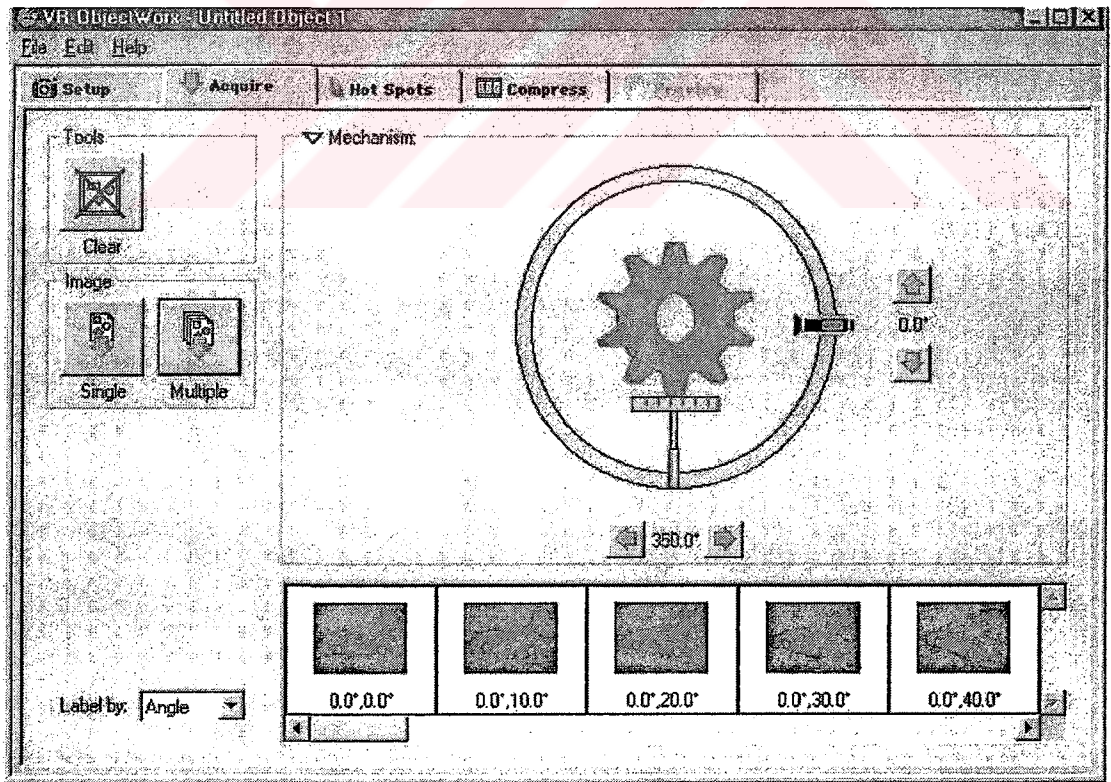 VR ObjectWorx - Untitled Object 1
File Edit Help
Setup Acquire Hot Spots Compress
Tools
Clear
Image
Single Multiple
Mechanism:
0.0°
350.0°
0.0°,0.0° 0.0°,10.0° 0.0°,20.0° 0.0°,30.0° 0.0°,40.0°
Label by: Angle